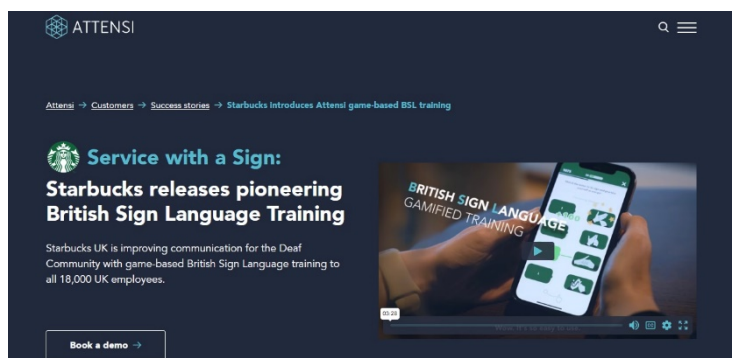 ATTENSI
Attensi → Customers → Success stories → Starbucks Introduces Attensi game-based BSL training
Service with a Sign:
Starbucks releases pioneering
British Sign Language Training
Starbucks UK is improving communication for the Deaf
Community with game-based British Sign Language training to
all 18,000 UK employees.
BRITISH SIGN LANGUAGE
GAMIFIED TRAINING
03:28
Book a demo →